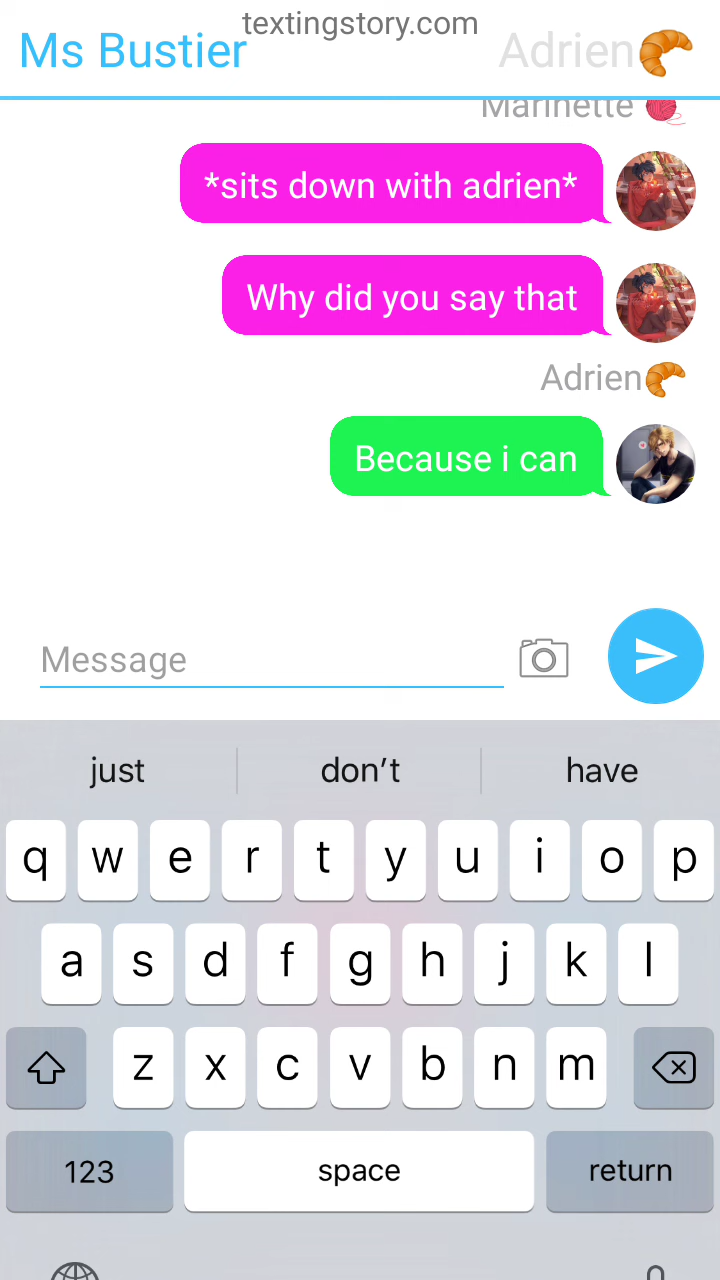 textingstory.com
Ms Bustier
Adrien🥐
Marinette 🧶
*sits down with adrien*
Why did you say that
Adrien🥐
Because i can
Message
just don't have
q w e r t y u i o p
a s d f g h j k l
z x c v b n m
123 space return